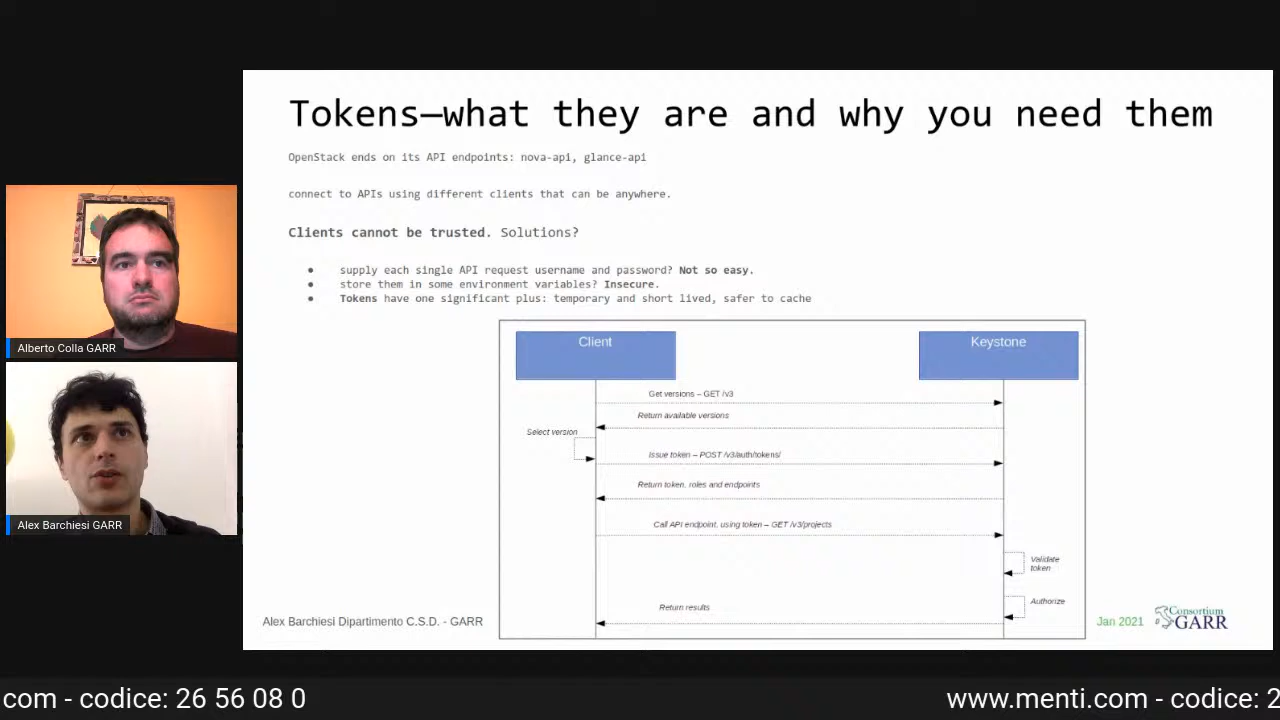 Tokens—what they are and why you need them
OpenStack ends on its API endpoints: nova-api, glance-api
connect to APIs using different clients that can be anywhere.
Clients cannot be trusted. Solutions?
● supply each single API request username and password? Not so easy.
● store them in some environment variables? Insecure.
● Tokens have one significant plus: temporary and short lived, safer to cache
Client
Keystone
Get versions – GET /v3
Return available versions
Select version
Issue token – POST /v3/auth/tokens/
Return token, roles and endpoints
Call API endpoint, using token – GET /v3/projects
Validate
token
Authorize
Return results
Alex Barchiesi Dipartimento C.S.D. - GARR
Jan 2021
Consortium
GARR
Alberto Colla GARR
Alex Barchiesi GARR
com - codice: 26 56 08 0
www.menti.com - codice: 2